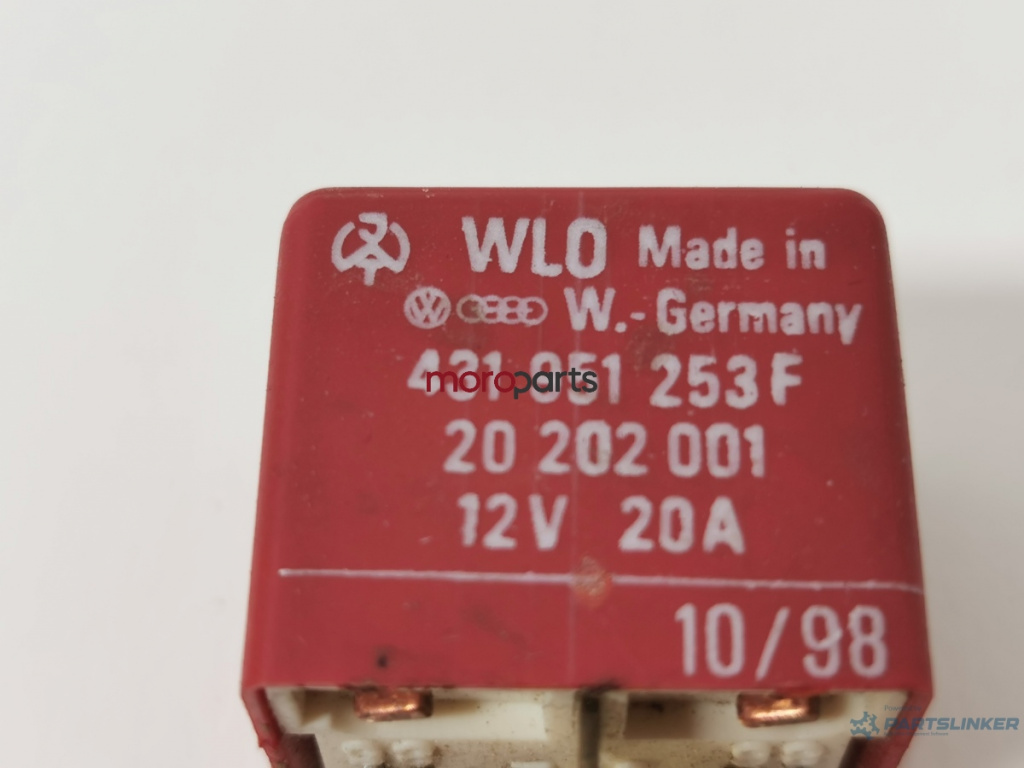 WLO Made in
W.-Germany
431 951 253 F
20 202 001
12V 20A
10/98
moroparts
PARTSLINKER